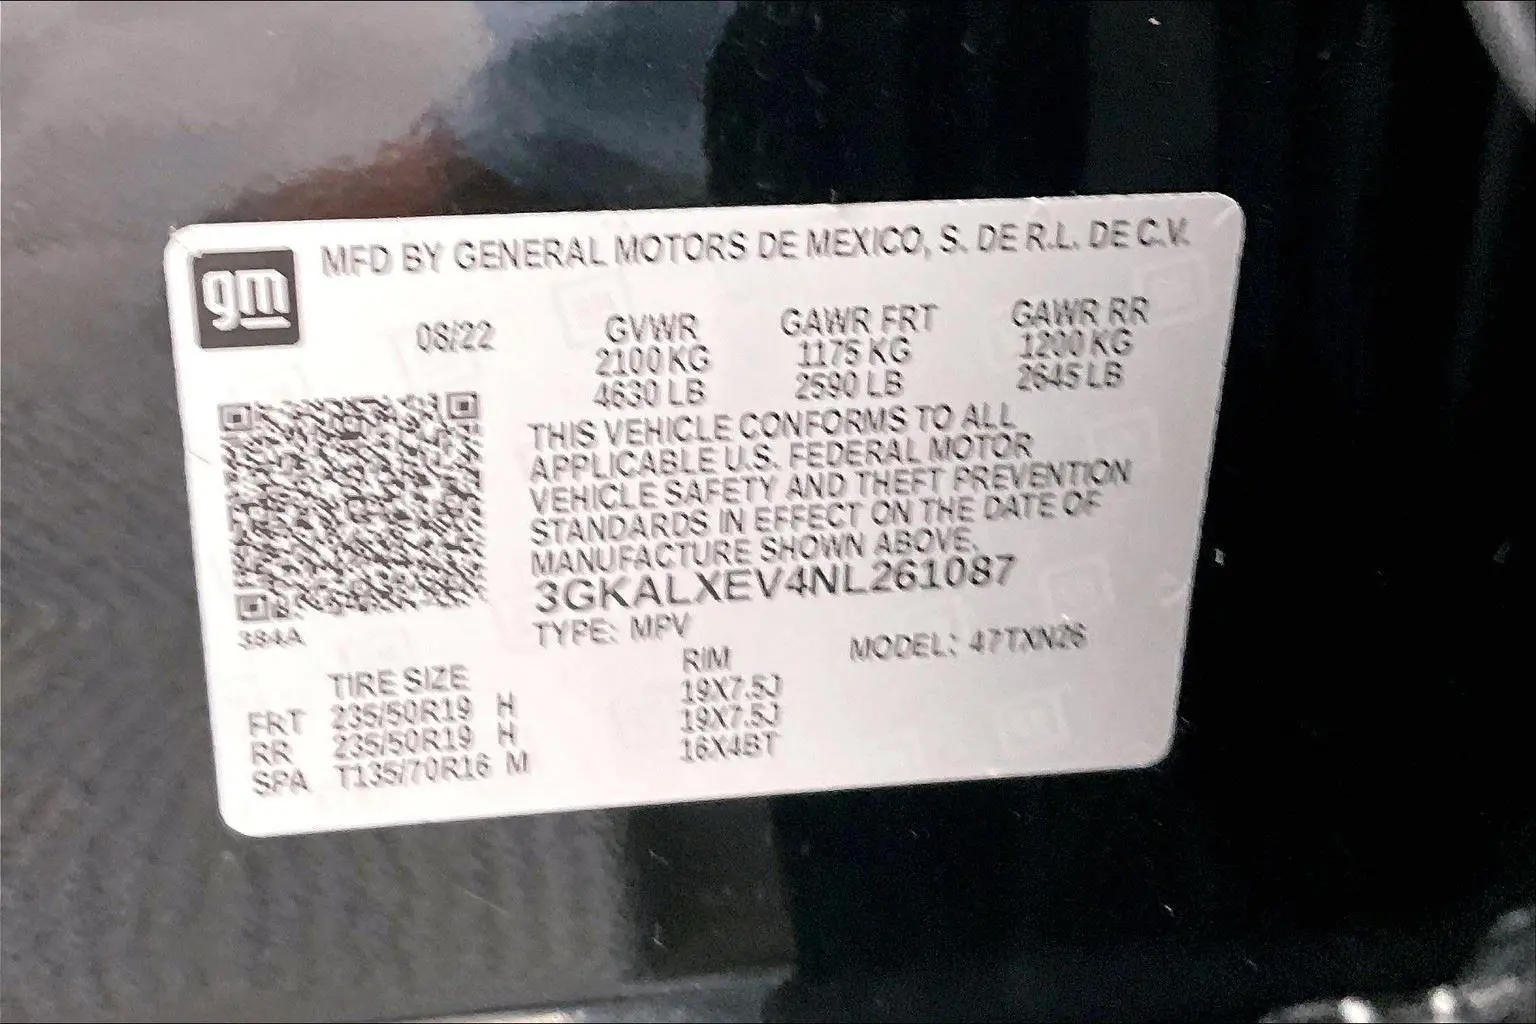 gm
MFD BY GENERAL MOTORS DE MEXICO, S. DE R.L. DE C.V.
08/22 GVWR GAWR FRT GAWR RR
2100 KG 1175 KG 1200 KG
4630 LB 2590 LB 2645 LB
THIS VEHICLE CONFORMS TO ALL
APPLICABLE U.S. FEDERAL MOTOR
VEHICLE SAFETY AND THEFT PREVENTION
STANDARDS IN EFFECT ON THE DATE OF
MANUFACTURE SHOWN ABOVE.
3GKALXEV4NL261087
384A
TYPE: MPV MODEL: 47TXN26
TIRE SIZE RIM
FRT 235/50R19 H 19X7.5J
RR 235/50R19 H 19X7.5J
SPA T135/70R16 M 16X4BT